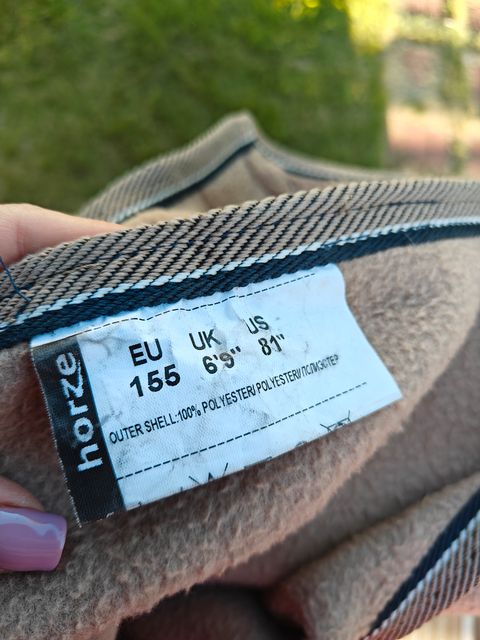 horze
EU UK US
155 6'9" 81"
OUTER SHELL:100% POLYESTER/ POLYESTER/ПОЛИЭСТЕР